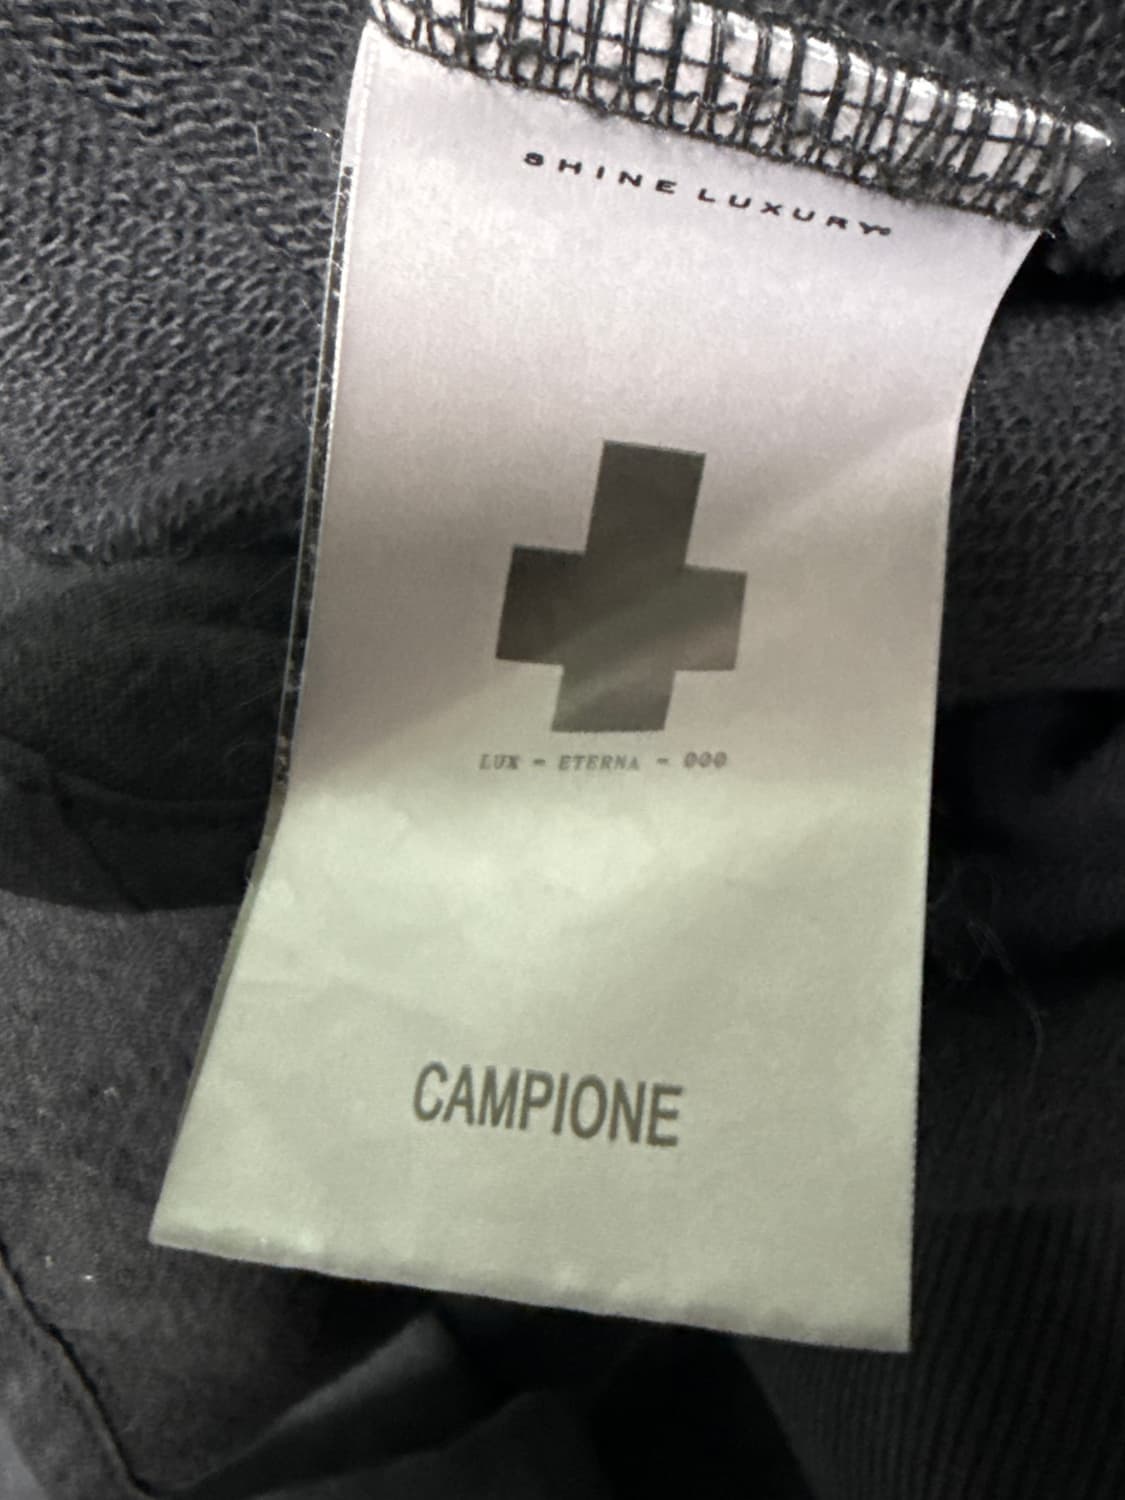 SHINE LUXURY®
LUX - ETERNA - 000
CAMPIONE